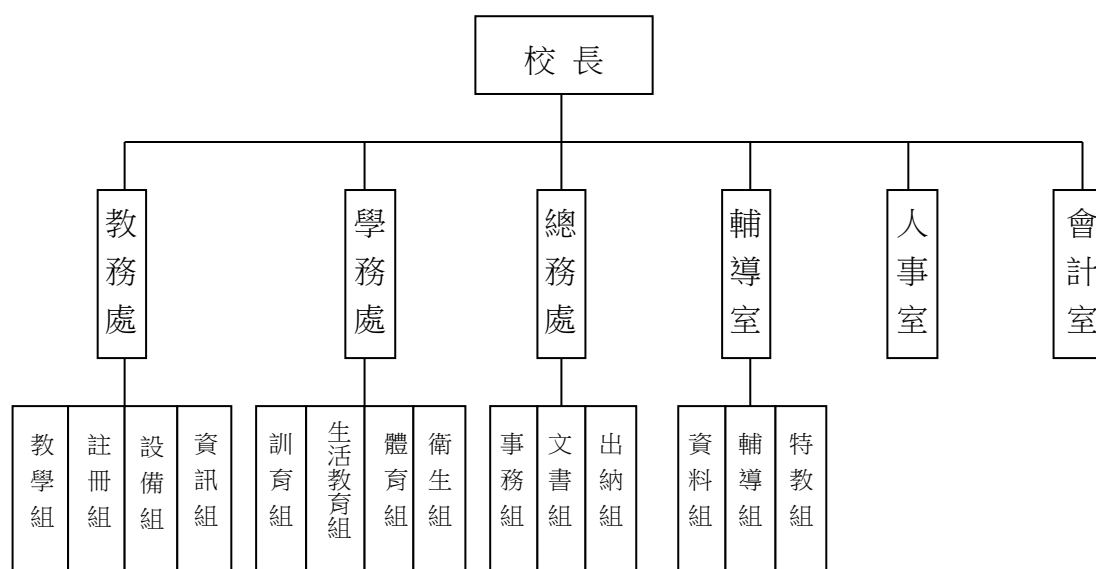 校長
教務處
學務處
總務處
輔導室
人事室
會計室
教學組
註冊組
設備組
資訊組
訓育組
生活教育組
體育組
衛生組
事務組
文書組
出納組
資料組
輔導組
特教組